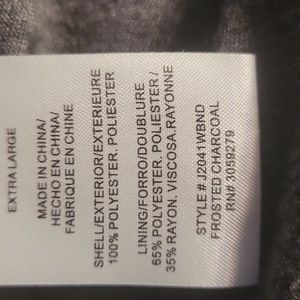 EXTRA LARGE
MADE IN CHINA/
HECHO EN CHINA/
FABRIQUE EN CHINE
SHELL/EXTERIOR/EXTERIEURE
100% POLYESTER. POLIESTER
LINING/FORRO/DOUBLURE
65% POLYESTER. POLIESTER /
35% RAYON. VISCOSA.RAYONNE
STYLE # J2041WBND
FROSTED CHARCOAL
RN#.3059279